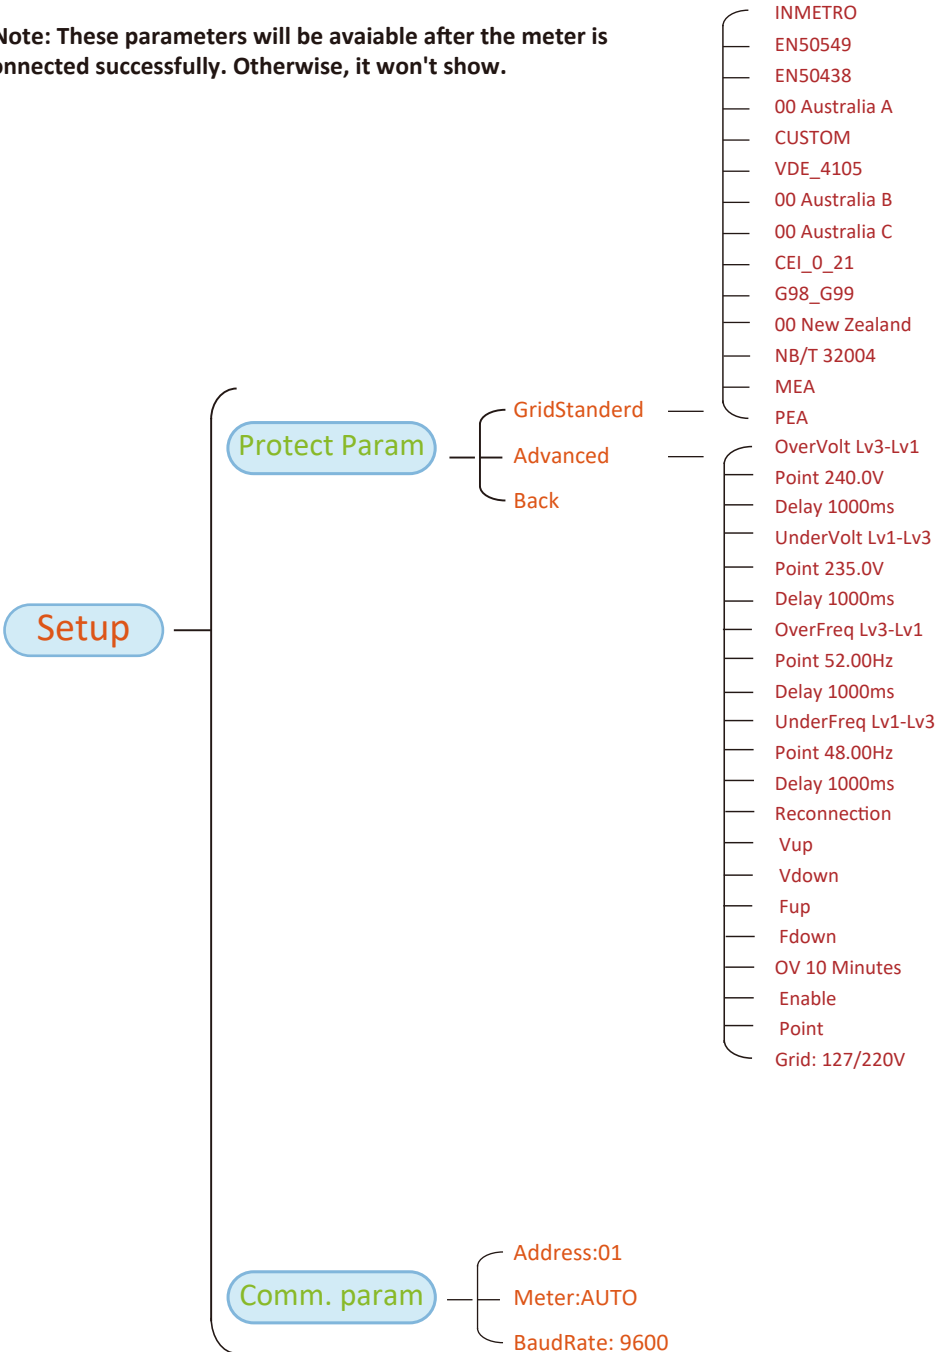 Note: These parameters will be avaiable after the meter is
onnected successfully. Otherwise, it won't show.
INMETRO
EN50549
EN50438
00 Australia A
CUSTOM
VDE_4105
00 Australia B
00 Australia C
CEI_0_21
G98_G99
00 New Zealand
NB/T 32004
MEA
PEA
Protect Param
GridStanderd
Advanced
Back
OverVolt Lv3-Lv1
Point 240.0V
Delay 1000ms
UnderVolt Lv1-Lv3
Point 235.0V
Delay 1000ms
OverFreq Lv3-Lv1
Point 52.00Hz
Delay 1000ms
UnderFreq Lv1-Lv3
Point 48.00Hz
Delay 1000ms
Reconnection
Vup
Vdown
Fup
Fdown
OV 10 Minutes
Enable
Point
Grid: 127/220V
Setup
Comm. param
Address:01
Meter:AUTO
BaudRate: 9600